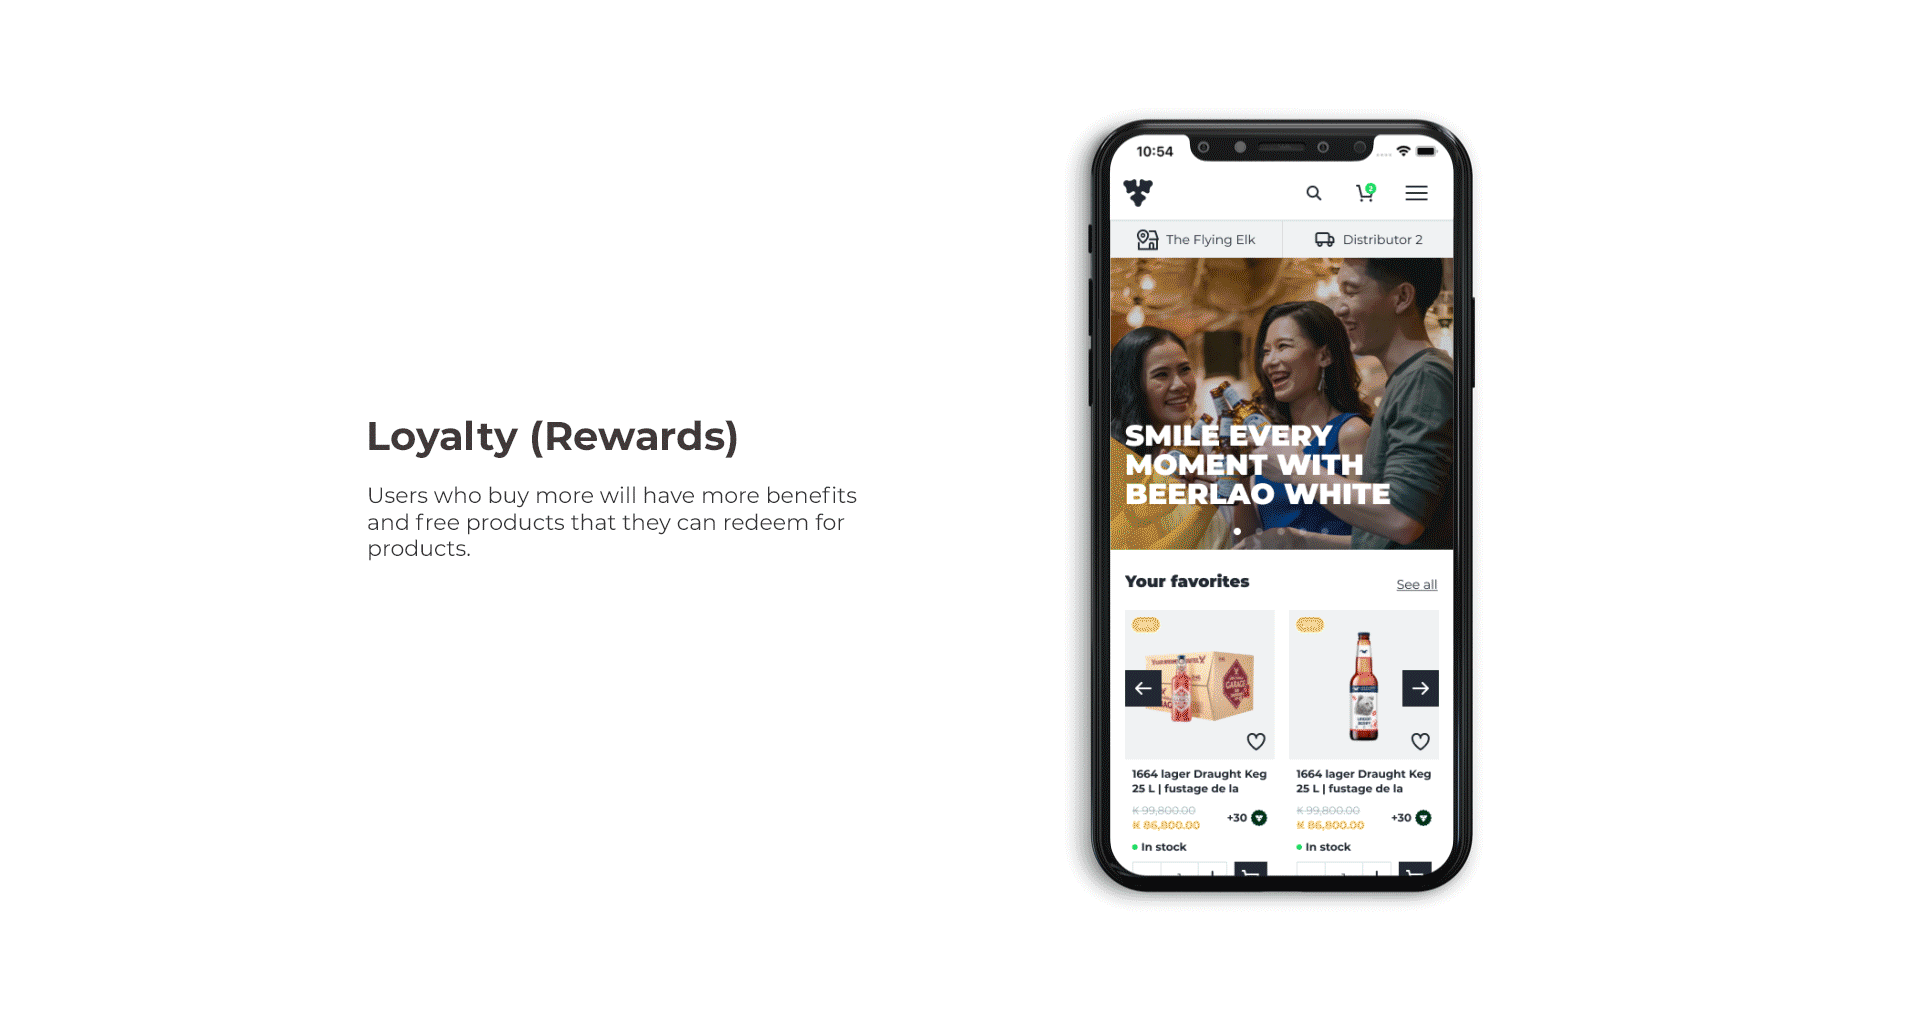 Loyalty (Rewards)
Users who buy more will have more benefits
and free products that they can redeem for
products.
10:54
2
The Flying Elk
Distributor 2
SMILE EVERY
MOMENT WITH
BEERLAO WHITE
Your favorites
See all
GARAGE
1664 lager Draught Keg
25 L | fustage de la
₭ 99,800.00
₭ 86,800.00
+30
In stock
1664 lager Draught Keg
25 L | fustage de la
₭ 99,800.00
₭ 86,800.00
+30
In stock